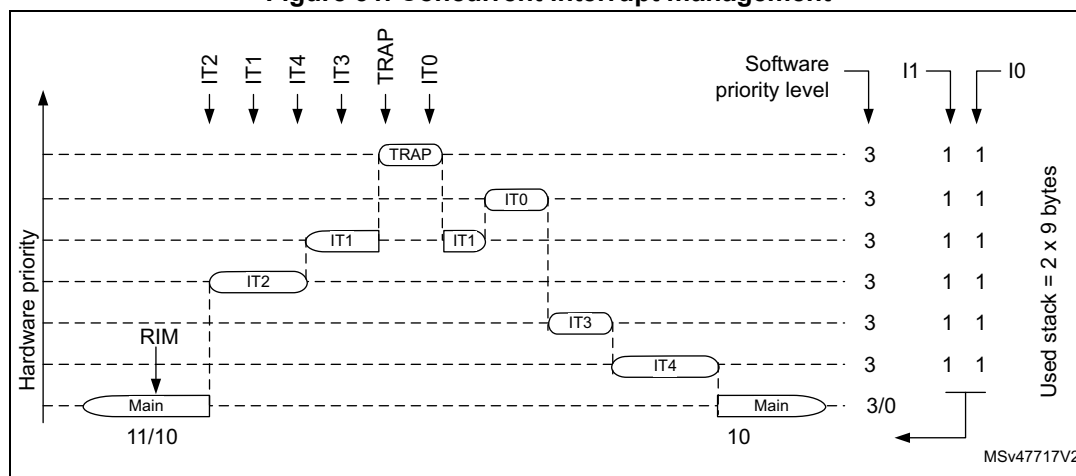 Figure 31. Concurrent interrupt management
IT2
IT1
IT4
IT3
TRAP
IT0
Software
priority level
I1
I0
TRAP
3
1 1
IT0
3
1 1
IT1
IT1
3
1 1
IT2
3
1 1
IT3
3
1 1
RIM
IT4
3
1 1
Main
Main
3/0
11/10
10
Hardware priority
Used stack = 2 x 9 bytes
MSv47717V2